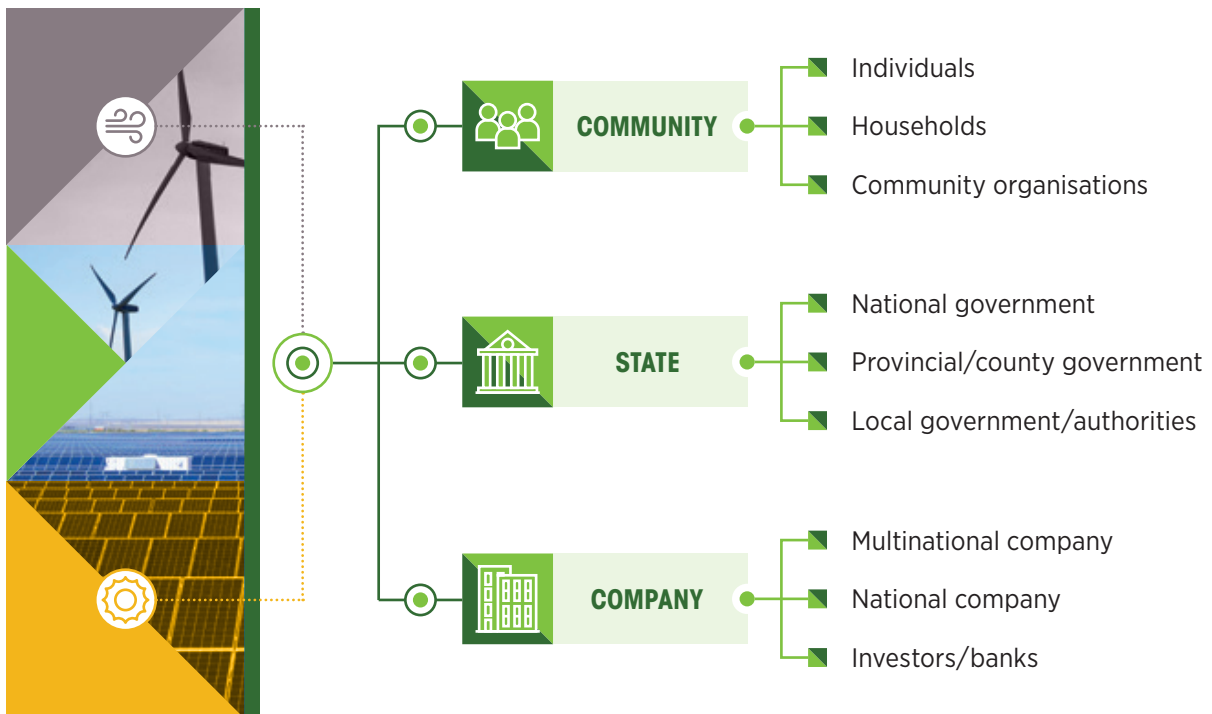 COMMUNITY
Individuals
Households
Community organisations
STATE
National government
Provincial/county government
Local government/authorities
COMPANY
Multinational company
National company
Investors/banks